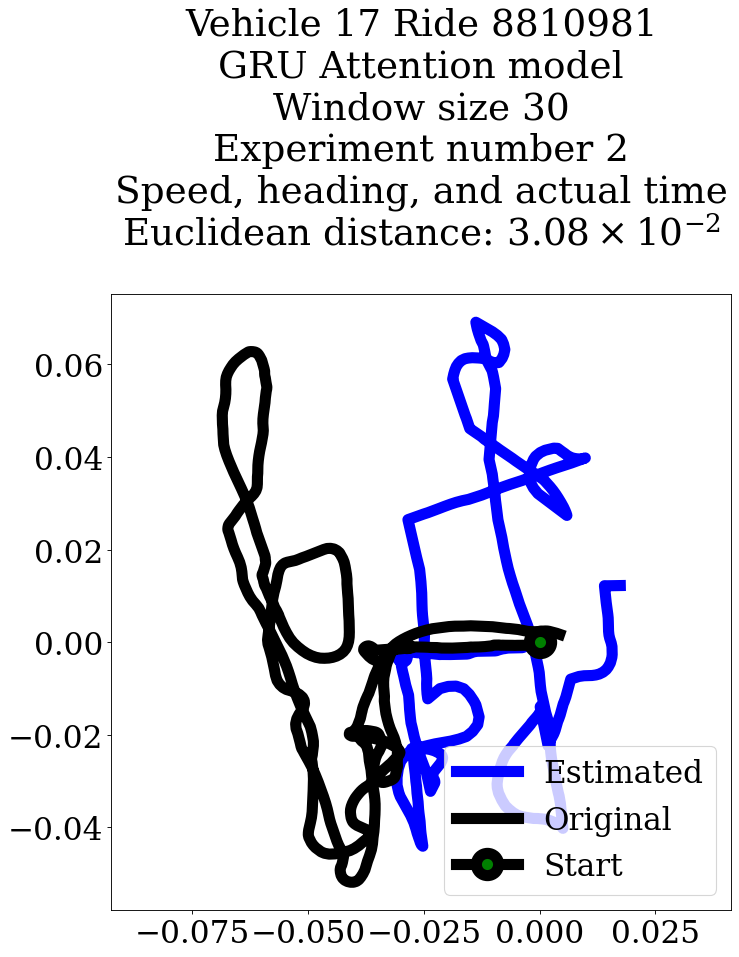 Vehicle 17 Ride 8810981
GRU Attention model
Window size 30
Experiment number 2
Speed, heading, and actual time
Euclidean distance: 3.08 × 10⁻²
0.06
0.04
0.02
0.00
−0.02
−0.04
Estimated
Original
Start
−0.075 −0.050 −0.025 0.000 0.025